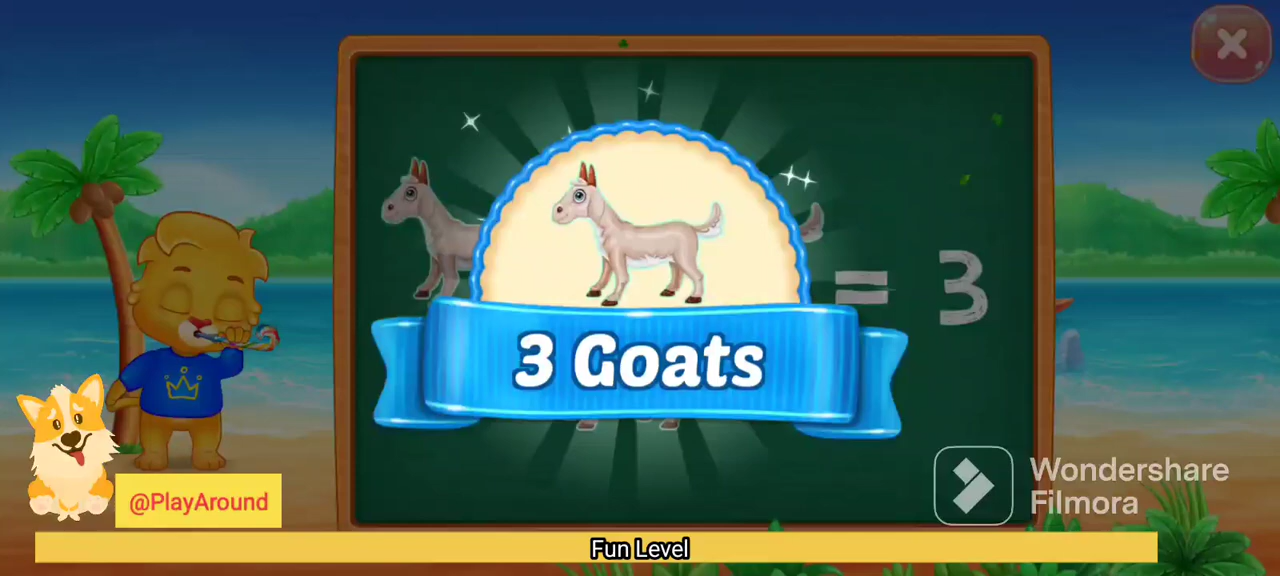 = 3
3 Goats
Wondershare
Filmora
@PlayAround
Fun Level